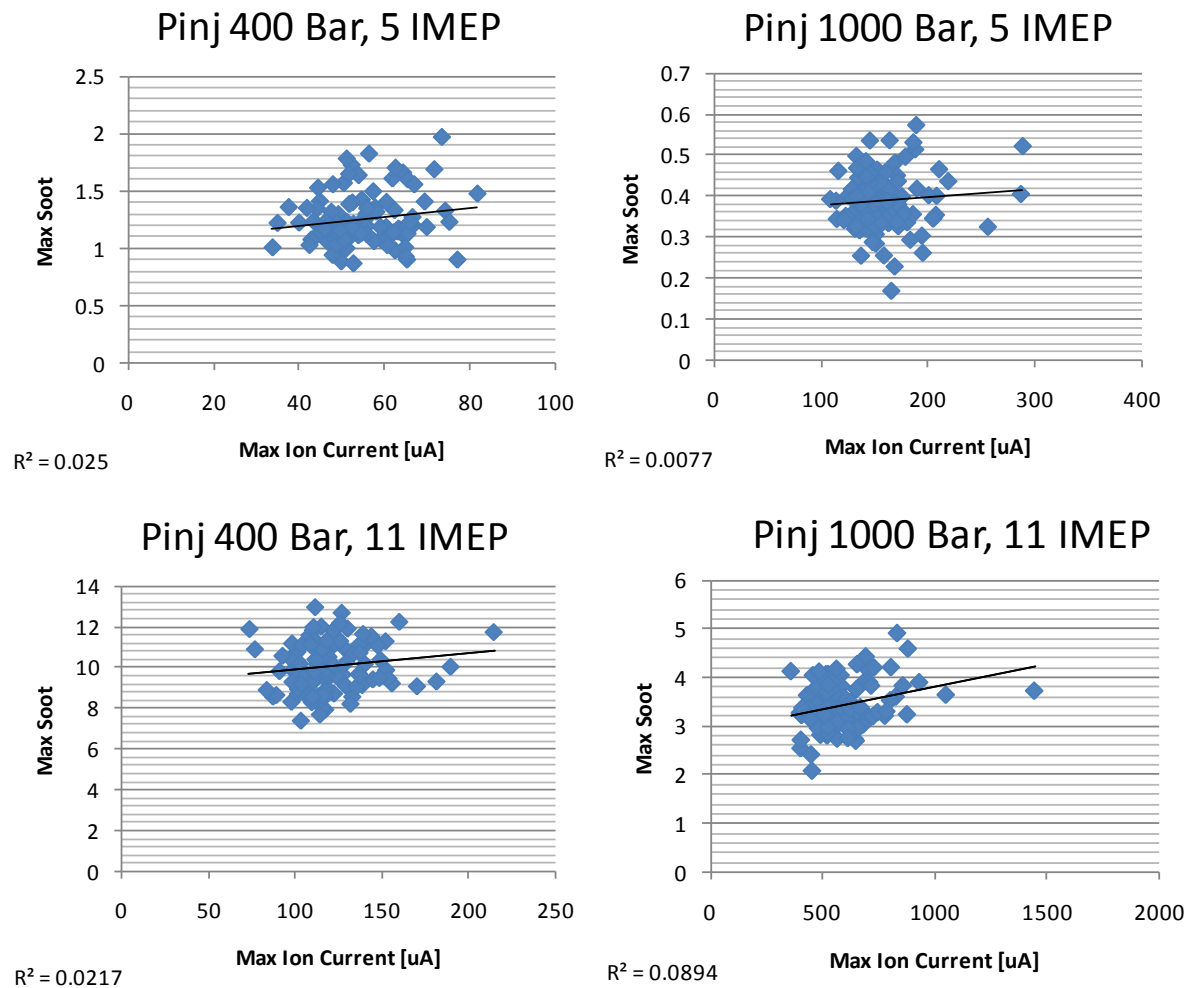 Pinj 400 Bar, 5 IMEP
2.5
2
1.5
1
0.5
0
Max Soot
0 20 40 60 80 100
Max Ion Current [uA]
R² = 0.025
Pinj 1000 Bar, 5 IMEP
0.7
0.6
0.5
0.4
0.3
0.2
0.1
0
Max Soot
0 100 200 300 400
Max Ion Current [uA]
R² = 0.0077
Pinj 400 Bar, 11 IMEP
14
12
10
8
6
4
2
0
Max Soot
0 50 100 150 200 250
Max Ion Current [uA]
R² = 0.0217
Pinj 1000 Bar, 11 IMEP
6
5
4
3
2
1
0
Max Soot
0 500 1000 1500 2000
Max Ion Current [uA]
R² = 0.0894